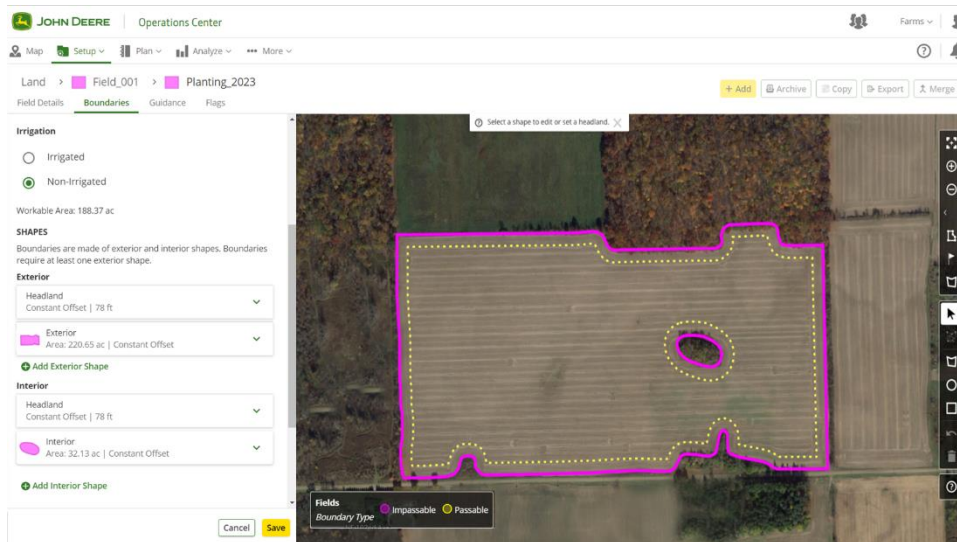 JOHN DEERE Operations Center Farms
Map Setup Plan Analyze More
Land > Field_001 > Planting_2023
+ Add Archive Copy Export Merge
Field Details Boundaries Guidance Flags
Select a shape to edit or set a headland.
Irrigation
Irrigated
Non-Irrigated
Workable Area: 188.37 ac
SHAPES
Boundaries are made of exterior and interior shapes. Boundaries
require at least one exterior shape.
Exterior
Headland
Constant Offset | 78 ft
Exterior
Area: 220.65 ac | Constant Offset
Add Exterior Shape
Interior
Headland
Constant Offset | 78 ft
Interior
Area: 32.13 ac | Constant Offset
Add Interior Shape
Cancel Save
Fields
Boundary Type Impassable Passable